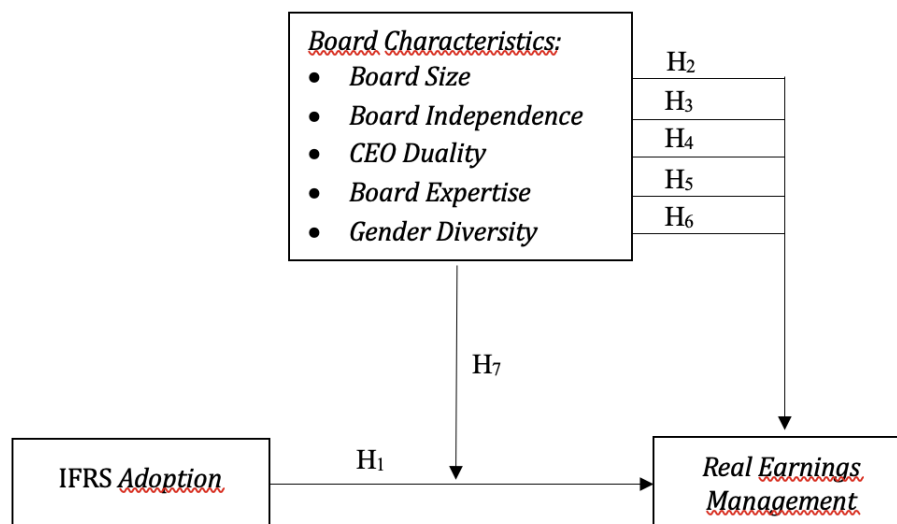 Board Characteristics:
• Board Size
• Board Independence
• CEO Duality
• Board Expertise
• Gender Diversity
H2
H3
H4
H5
H6
H7
IFRS Adoption
H1
Real Earnings
Management